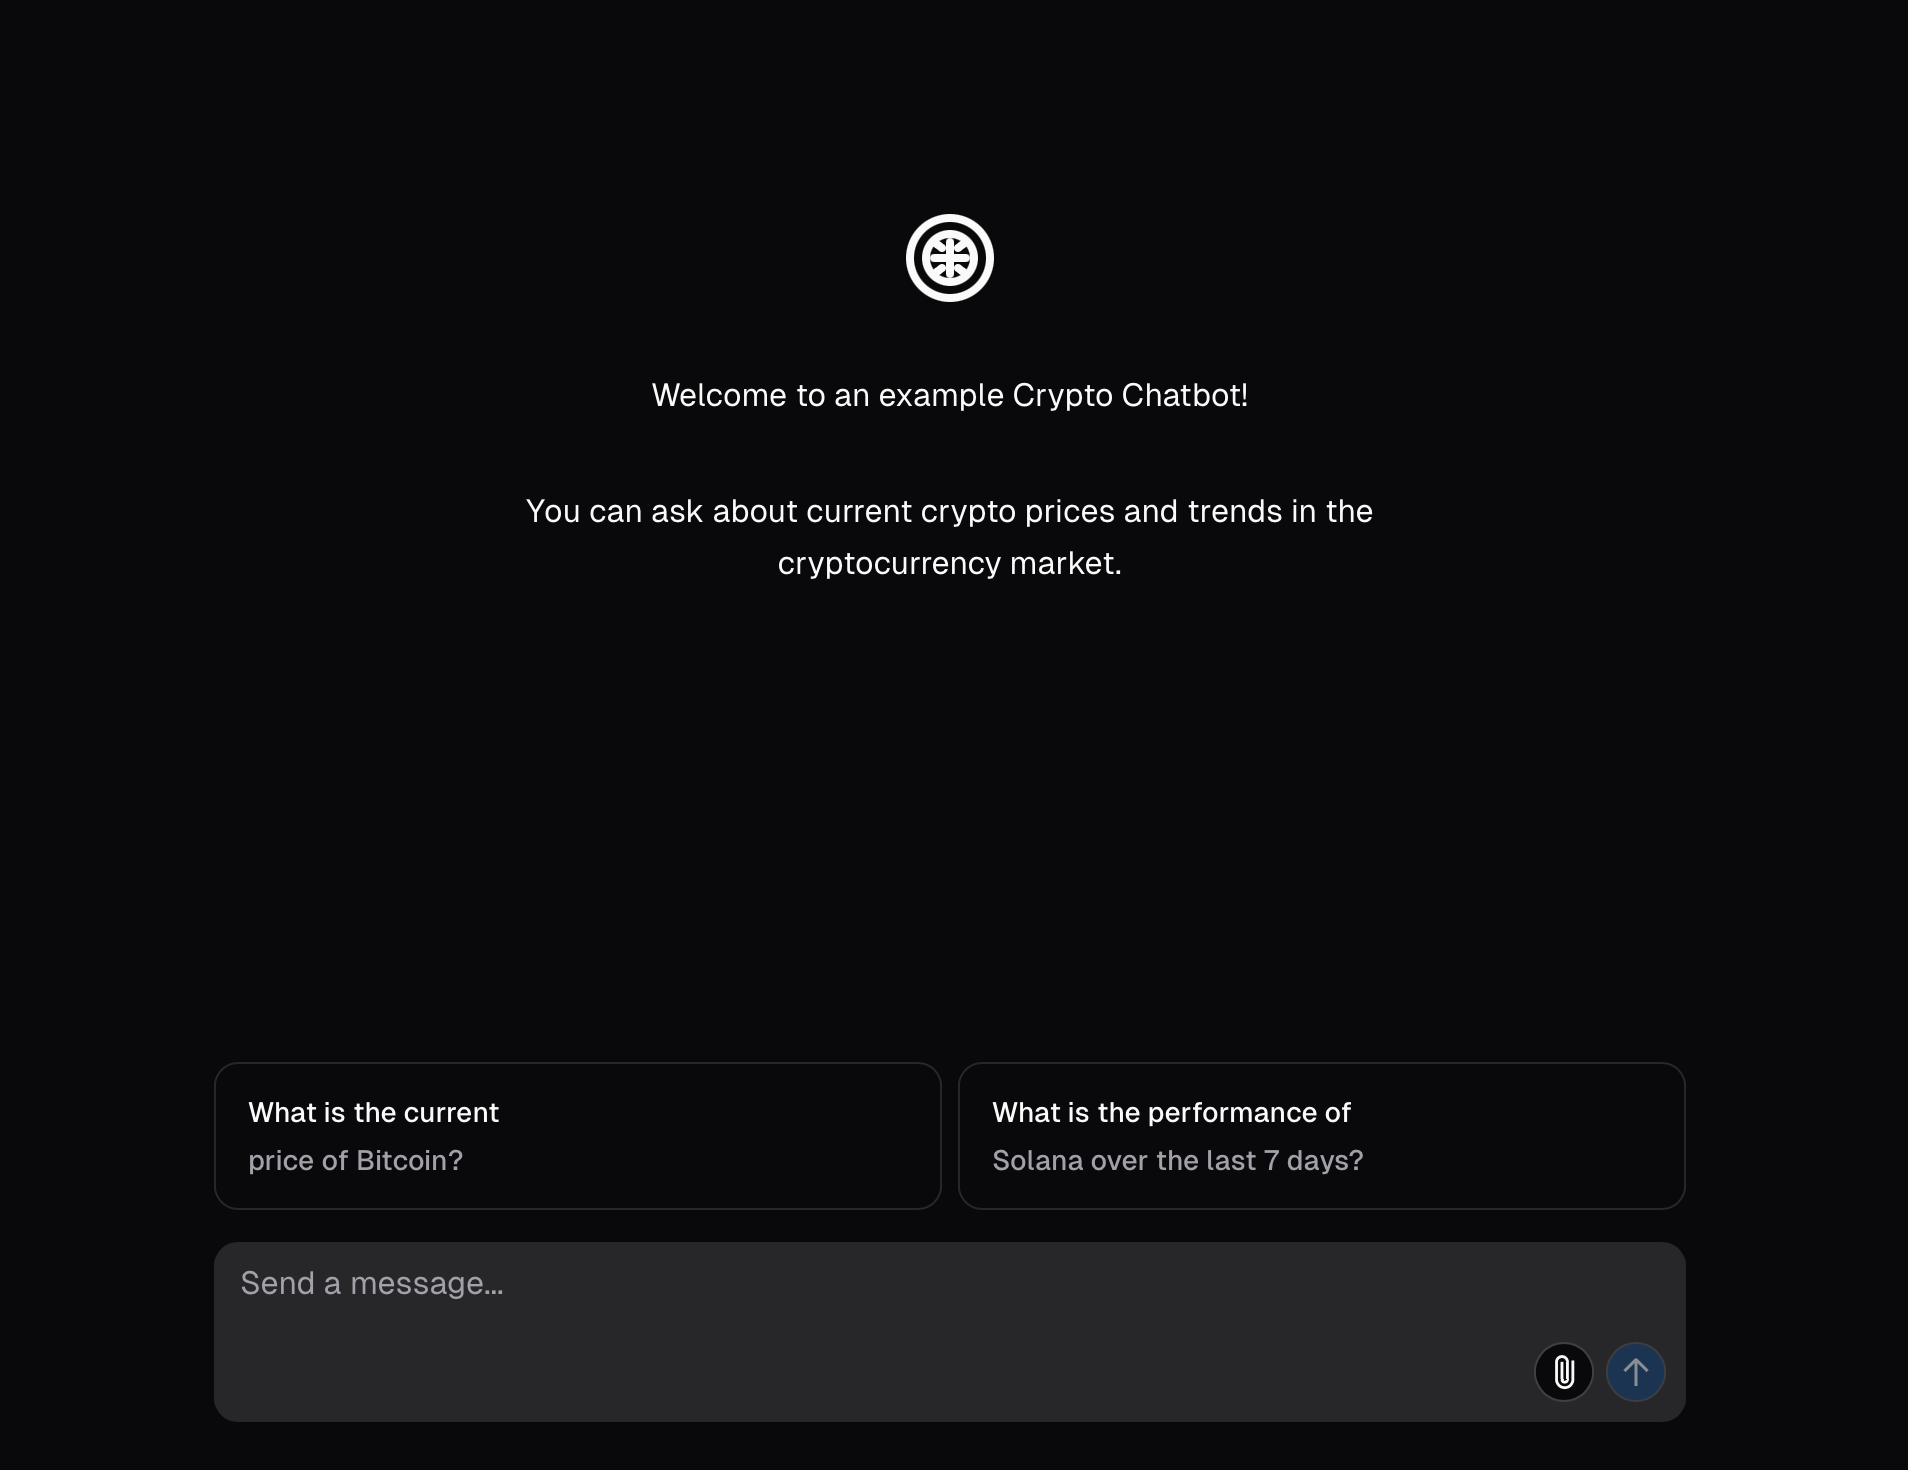 Welcome to an example Crypto Chatbot!
You can ask about current crypto prices and trends in the
cryptocurrency market.
What is the current
price of Bitcoin?
What is the performance of
Solana over the last 7 days?
Send a message...